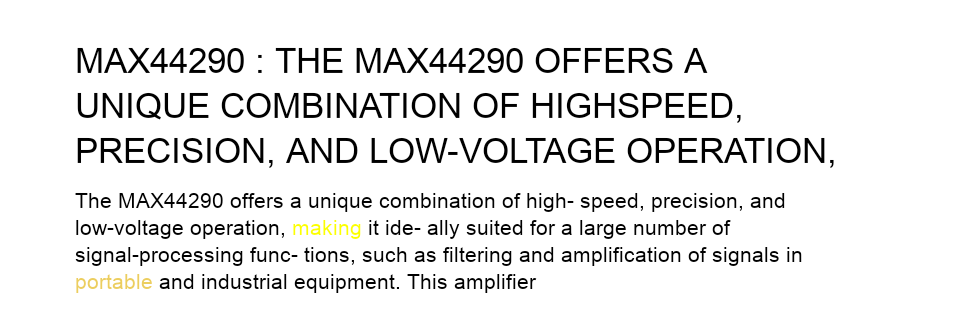 MAX44290 : THE MAX44290 OFFERS A
UNIQUE COMBINATION OF HIGHSPEED,
PRECISION, AND LOW-VOLTAGE OPERATION,
The MAX44290 offers a unique combination of high- speed, precision, and
low-voltage operation, making it ide- ally suited for a large number of
signal-processing func- tions, such as filtering and amplification of signals in
portable and industrial equipment. This amplifier